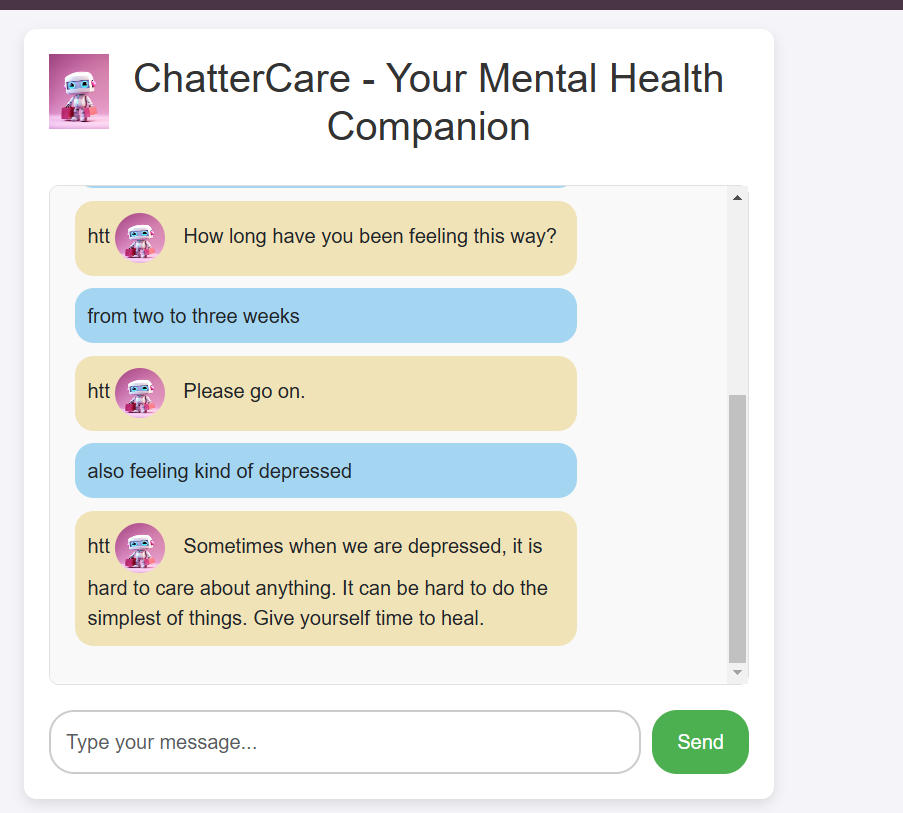 ChatterCare - Your Mental Health
Companion
htt How long have you been feeling this way?
from two to three weeks
htt Please go on.
also feeling kind of depressed
htt Sometimes when we are depressed, it is
hard to care about anything. It can be hard to do the
simplest of things. Give yourself time to heal.
Type your message...
Send